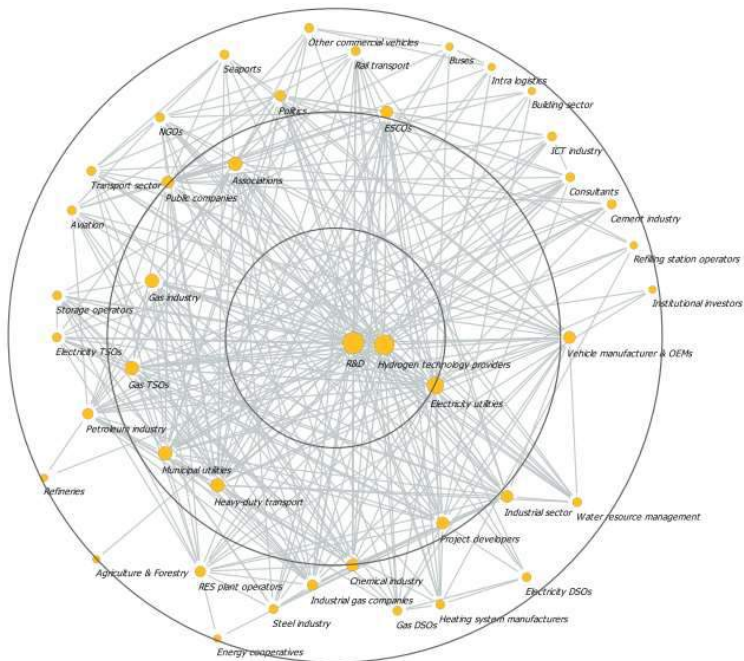 Other commercial vehicles
Buses
Rail transport
Seaports
Intra logistics
Building sector
Politics
ESCOs
NGOs
ICT industry
Transport sector
Associations
Public companies
Consultants
Aviation
Cement industry
Refilling station operators
Gas industry
Storage operators
Institutional investors
Electricity TSOs
R&D
Hydrogen technology providers
Vehicle manufacturer & OEMs
Gas TSOs
Electricity utilities
Petroleum industry
Municipal utilities
Refineries
Heavy-duty transport
Industrial sector
Water resource management
Project developers
Agriculture & Forestry
RES plant operators
Chemical industry
Industrial gas companies
Electricity DSOs
Steel industry
Gas DSOs
Heating system manufacturers
Energy cooperatives